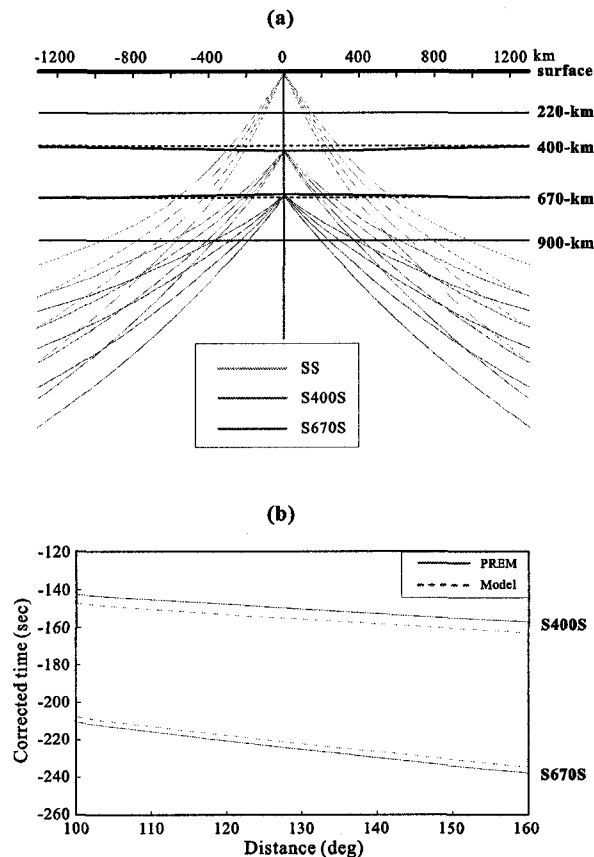 (a)
-1200 -800 -400 0 400 800 1200 km
surface
220-km
400-km
670-km
900-km
SS
S400S
S670S
(b)
-120
-140
-160
-180
-200
-220
-240
-260
Corrected time (sec)
PREM
Model
S400S
S670S
100 110 120 130 140 150 160
Distance (deg)